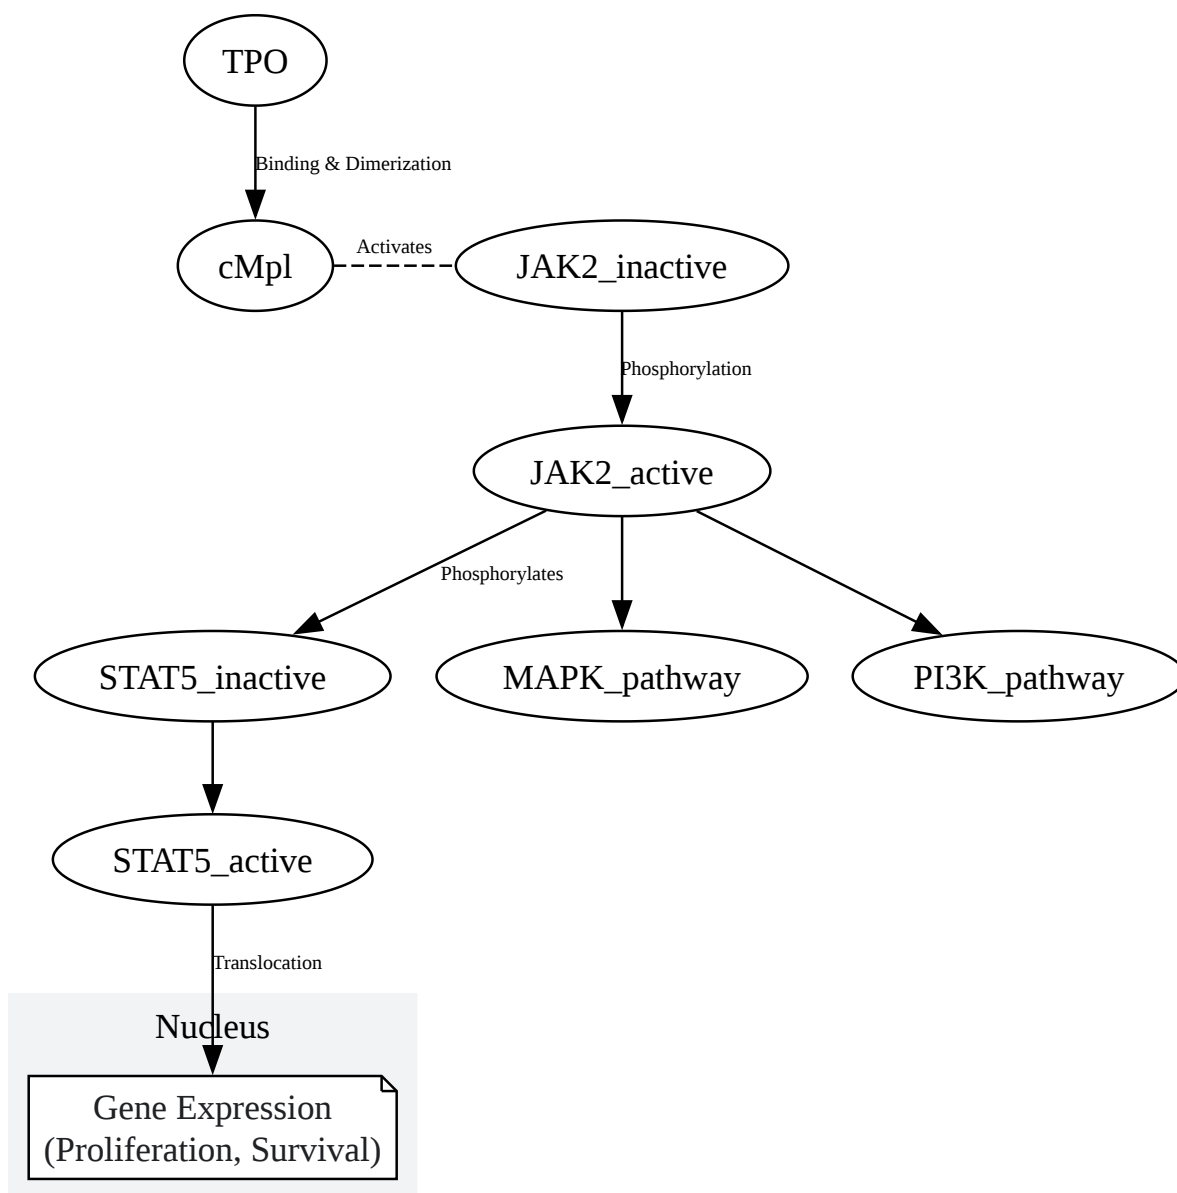 TPO
Binding & Dimerization
cMpl
Activates
JAK2_inactive
Phosphorylation
JAK2_active
Phosphorylates
STAT5_inactive
MAPK_pathway
PI3K_pathway
STAT5_active
Translocation
Nucleus
Gene Expression
(Proliferation, Survival)